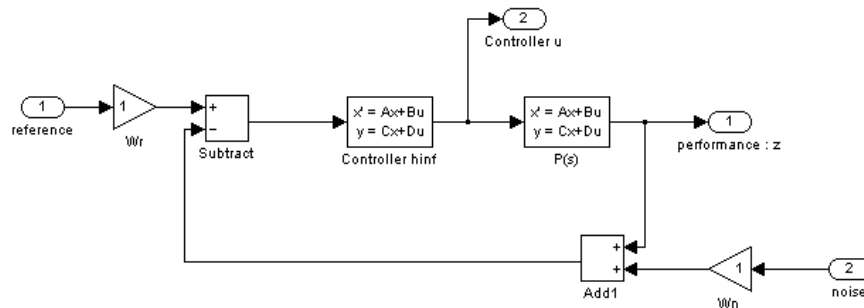 2
Controller u
1
reference
1
Wr
+
−
Subtract
x' = Ax+Bu
y = Cx+Du
Controller hinf
x' = Ax+Bu
y = Cx+Du
P(s)
1
performance : z
+
+
Add1
1
Wn
2
noise